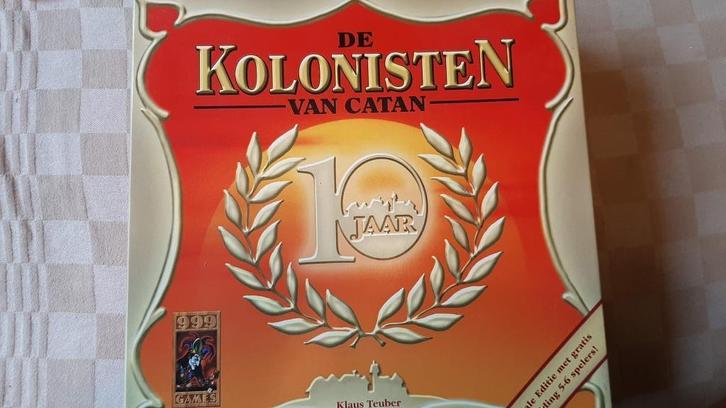 DE
KOLONISTEN
VAN CATAN
10
JAAR
999
GAMES
Klaus Teuber
Editie met gratis
5-6 spelers!